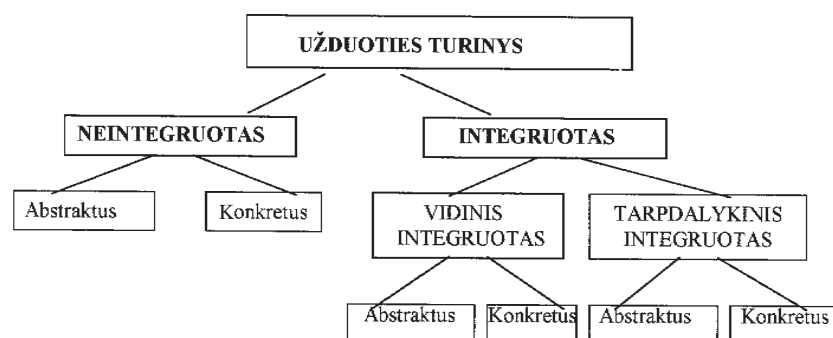 UŽDUOTIES TURINYS
NEINTEGRUOTAS
INTEGRUOTAS
Abstraktus
Konkretus
VIDINIS
INTEGRUOTAS
TARPDALYKINIS
INTEGRUOTAS
Abstraktus
Konkretus
Abstraktus
Konkretus